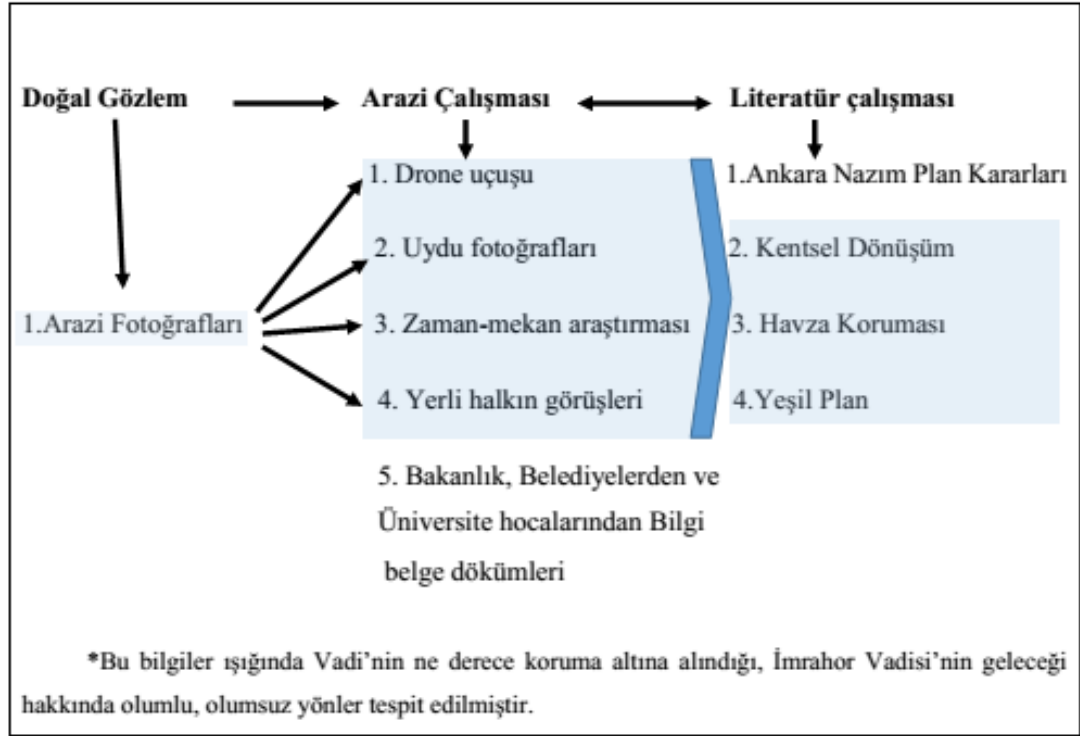 Doğal Gözlem
Arazi Çalışması
Literatür çalışması
1.Arazi Fotoğrafları
1. Drone uçuşu
2. Uydu fotoğrafları
3. Zaman-mekan araştırması
4. Yerli halkın görüşleri
5. Bakanlık, Belediyelerden ve
Üniversite hocalarından Bilgi
belge dökümleri
1.Ankara Nazım Plan Kararları
2. Kentsel Dönüşüm
3. Havza Koruması
4.Yeşil Plan
*Bu bilgiler ışığında Vadi’nin ne derece koruma altına alındığı, İmrahor Vadisi’nin geleceği
hakkında olumlu, olumsuz yönler tespit edilmiştir.